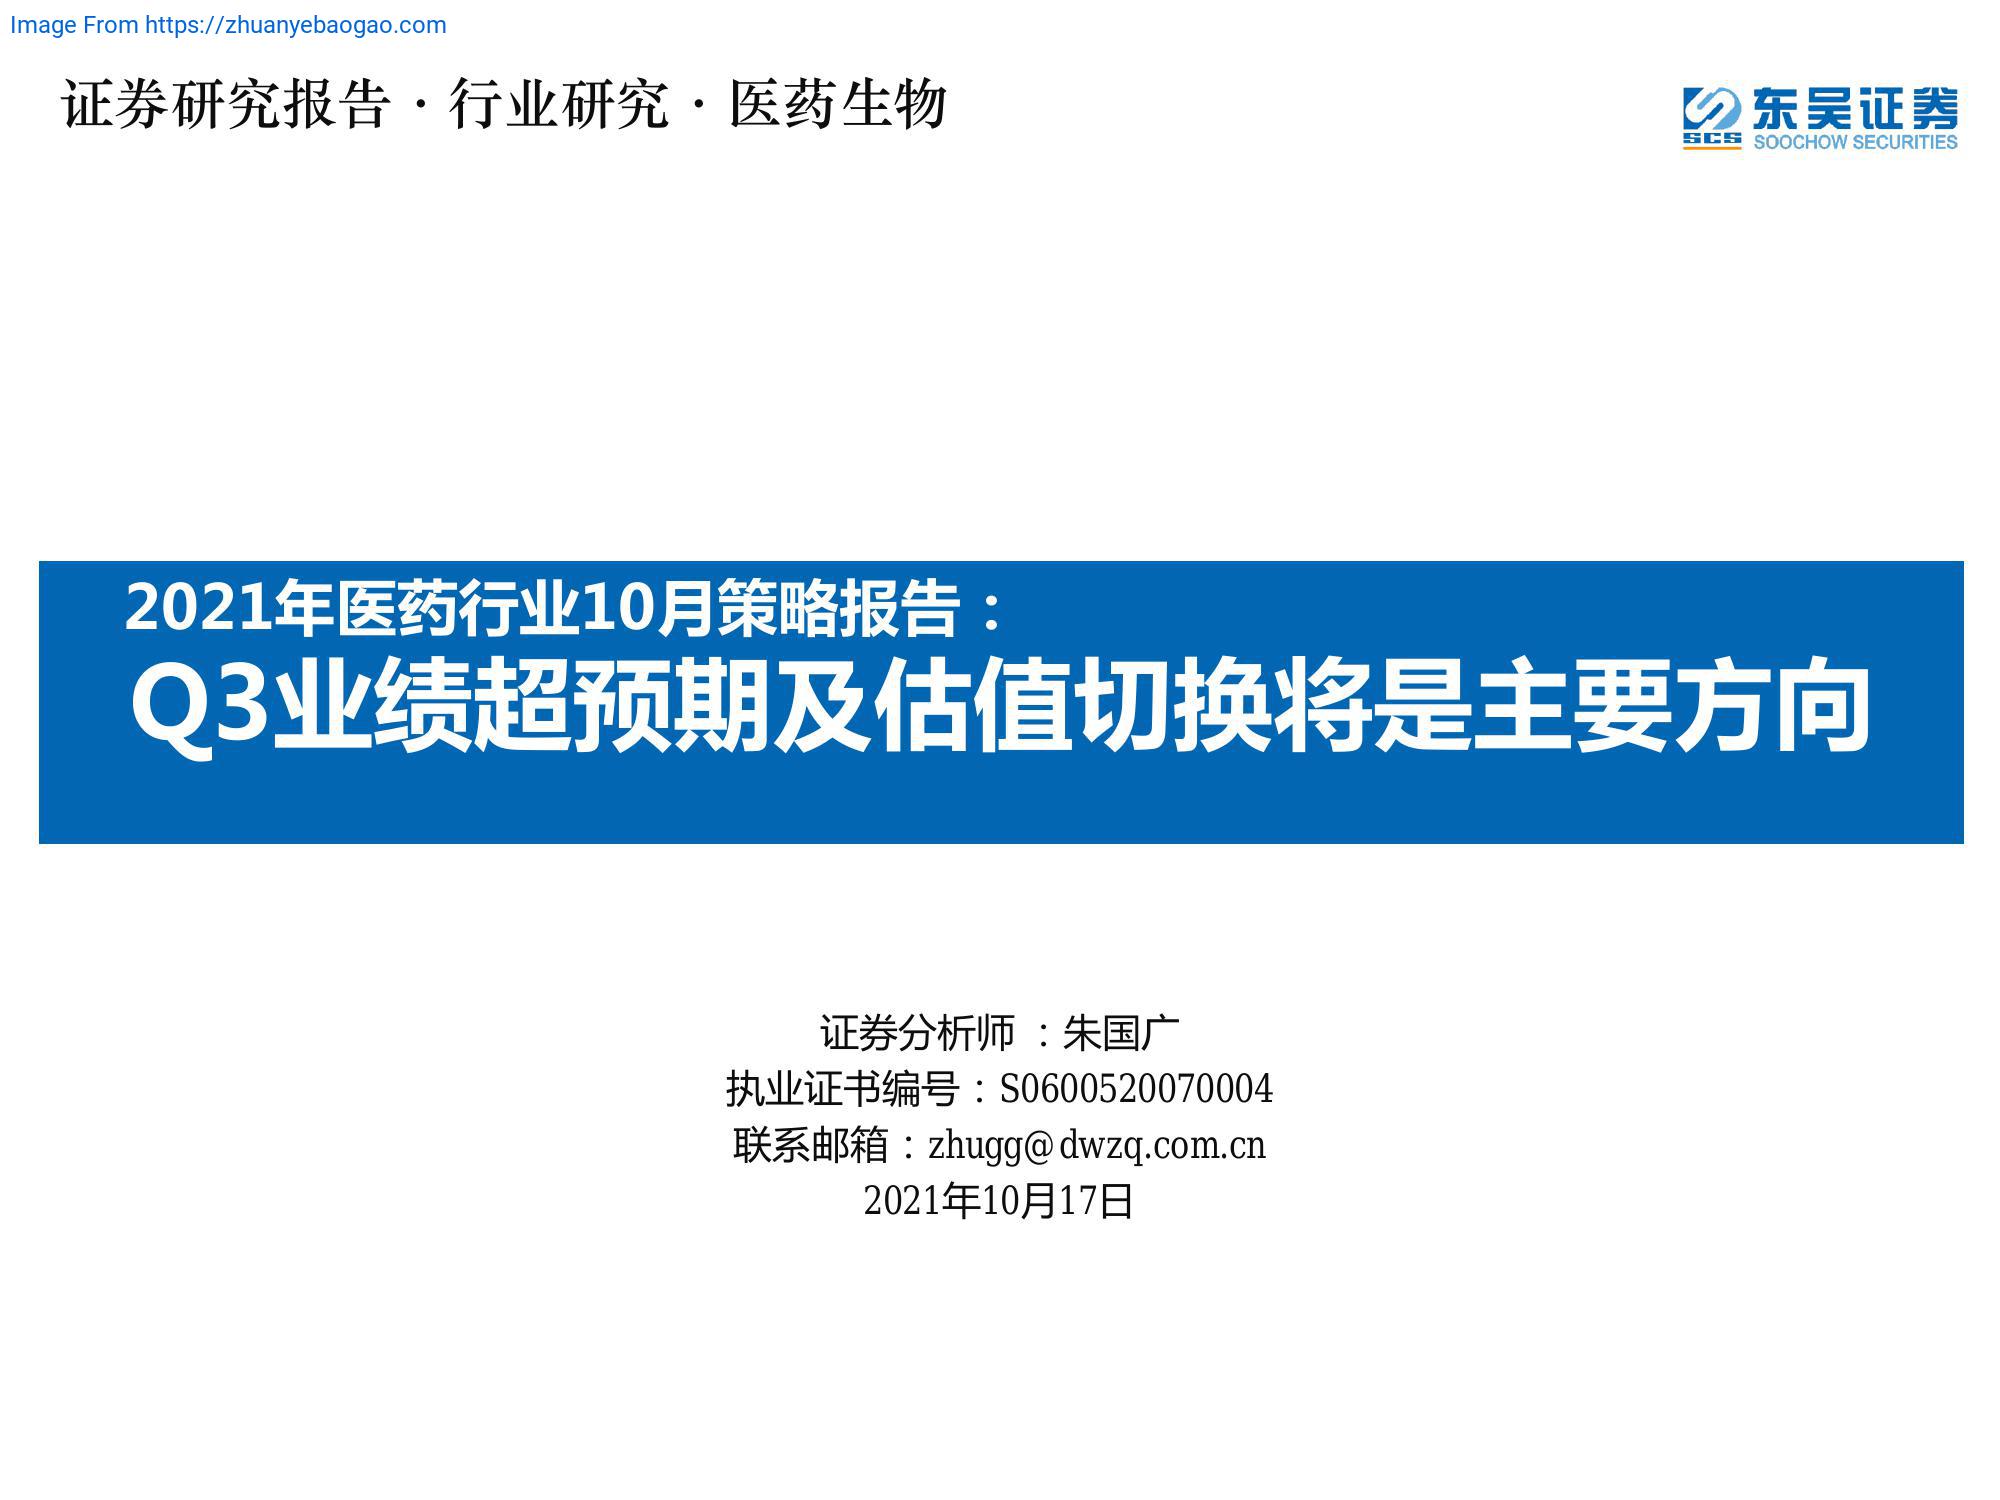 Image From https://zhuanyebaogao.com
证券研究报告·行业研究·医药生物
东吴证券
SCS
SOOCHOW SECURITIES
2021年医药行业10月策略报告：
Q3业绩超预期及估值切换将是主要方向
证券分析师 ：朱国广
执业证书编号：S0600520070004
联系邮箱：zhugg@dwzq.com.cn
2021年10月17日